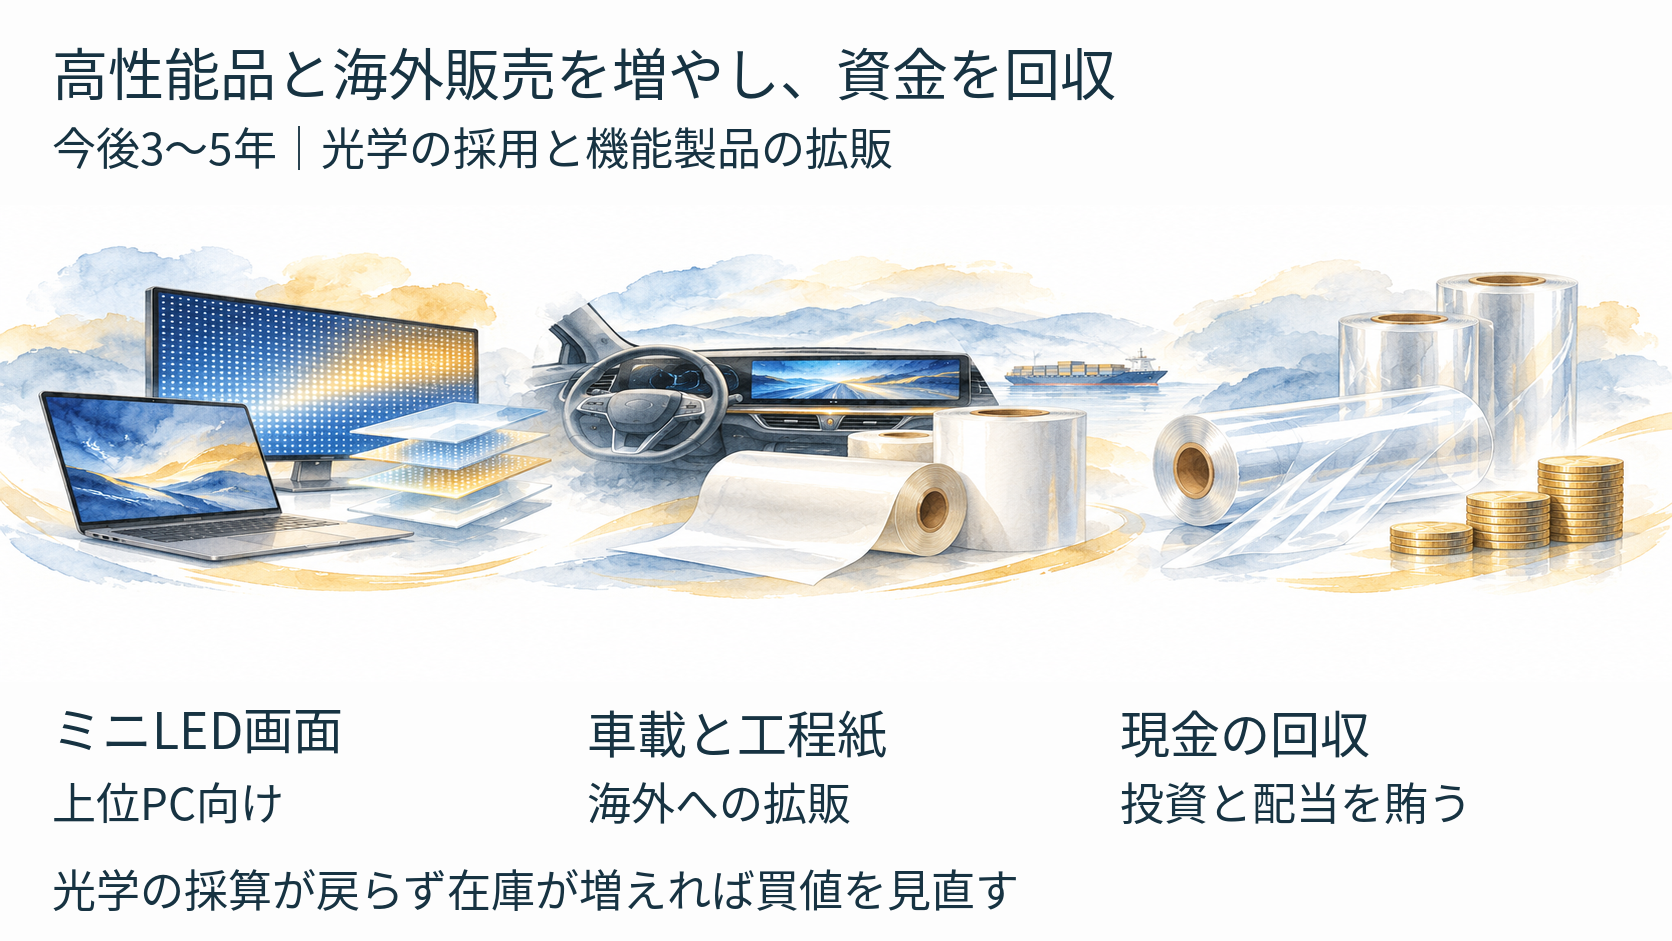 高性能品と海外販売を増やし、資金を回収
今後3〜5年｜光学の採用と機能製品の拡販
ミニLED画面
上位PC向け
車載と工程紙
海外への拡販
現金の回収
投資と配当を賄う
光学の採算が戻らず在庫が増えれば買値を見直す